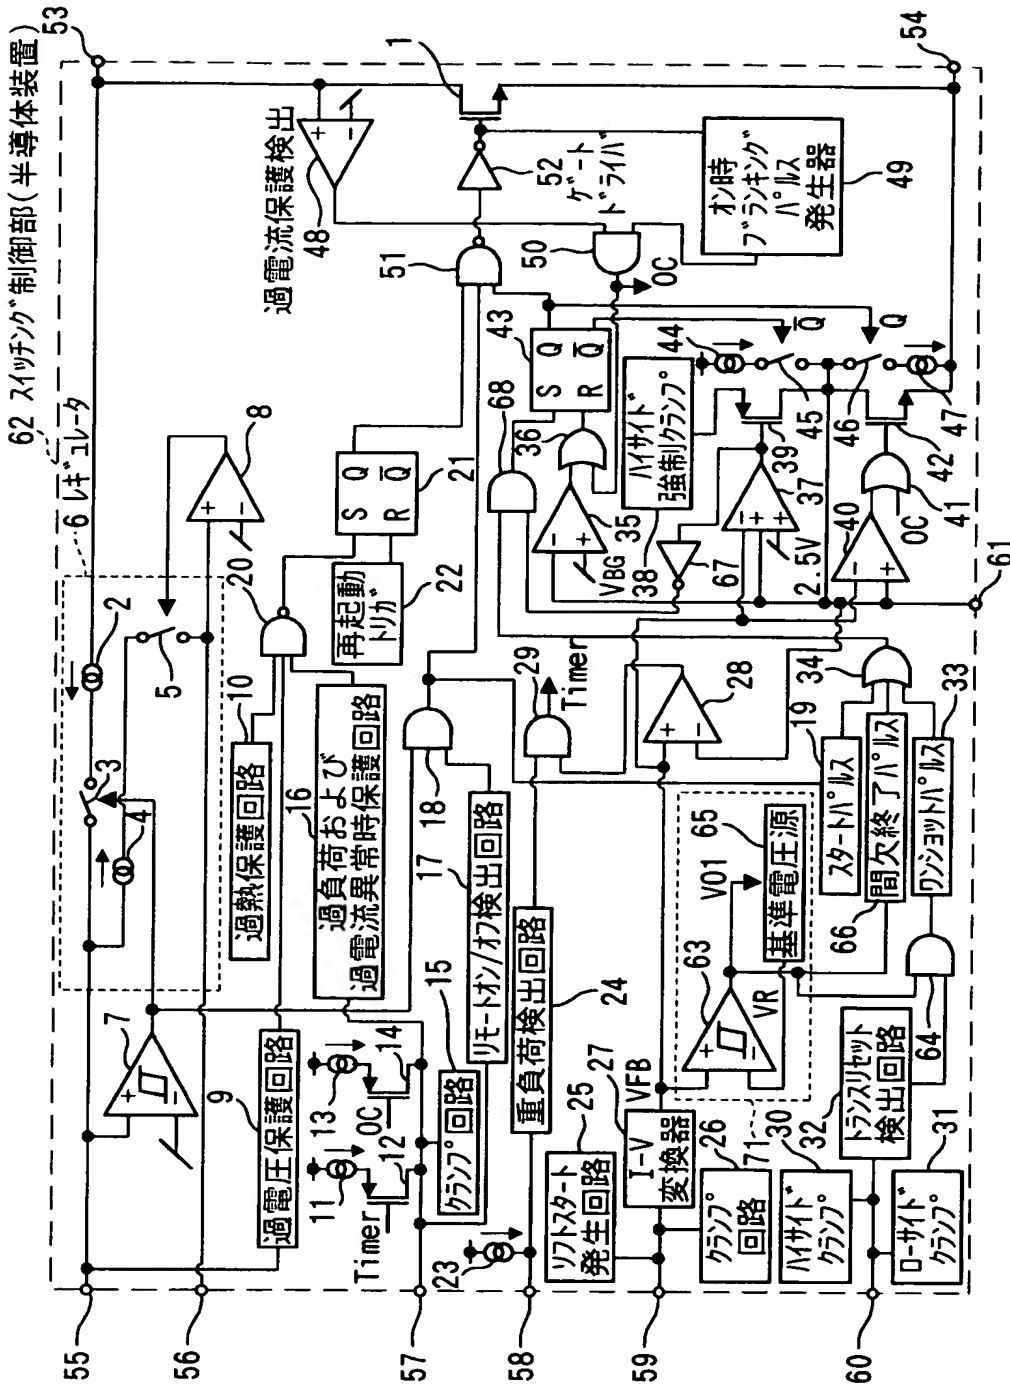 62 スイッチング制御部(半導体装置)
53
6 レギュレータ
2
3
4
5
8
7
過電流保護検出
48
1
52
ゲート
ドライバ
51
50
OC
オン時
ブランキング
パルス
発生器
49
54
10
過熱保護回路
20
9
過電圧保護回路
S Q
R Q
21
再起動
トリガ
22
16
過負荷および
過電流異常時保護回路
18
17
リモートオン/オフ検出回路
11
13
OC
14
12
Timer
15
クランプ回路
68
43
S Q
R Q
36
35
VBG
44
Q
Q
45
46
47
ハイサイド
強制クランプ
38
67
39
37
42
41
40
OC
2.5V
61
29
Timer
28
23
重負荷検出回路
24
19
スタートパルス
34
間欠終了パルス
66
ワンショットパルス
33
65
基準電圧源
VO1
63
VR
64
25
ソフトスタート
発生回路
27
I-V
変換器
VFB
26
クランプ
回路
71
30
ハイサイド
クランプ
32
トランスリセット
検出回路
31
ローサイド
クランプ
55
56
57
58
59
60